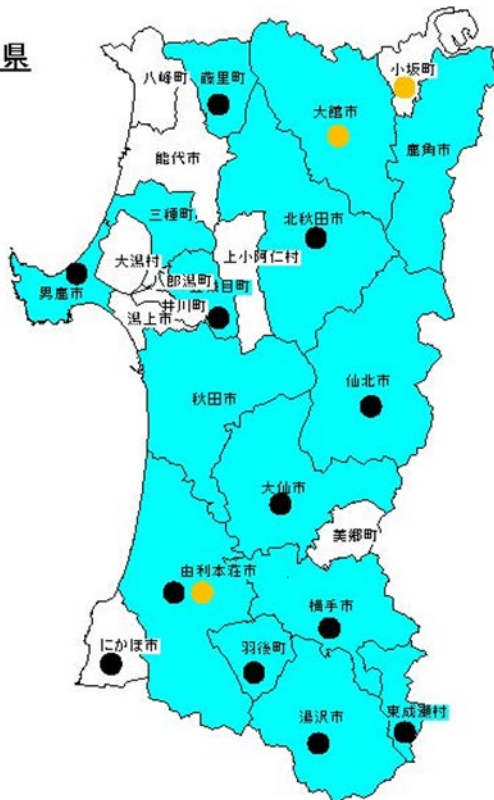 県
八峰町
藤里町
小坂町
大館市
鹿角市
能代市
三種町
北秋田市
大潟村
上小阿仁村
八郎潟町
男鹿市
目町
井川町
潟上市
仙北市
秋田市
大仙市
美郷町
由利本荘市
横手市
にかほ市
羽後町
東成瀬村
湯沢市